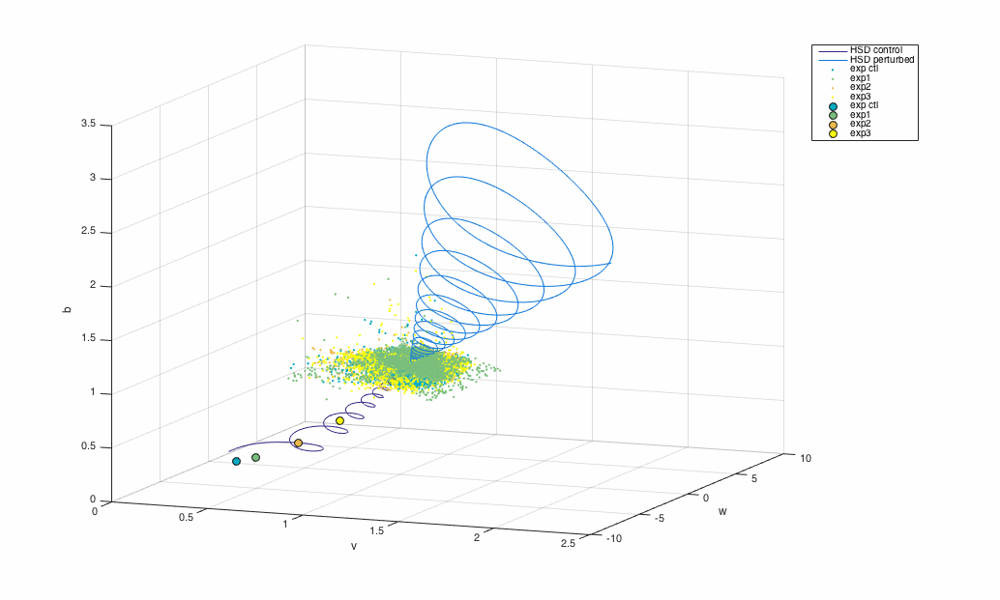 HSD control
HSD perturbed
exp ctl
exp1
exp2
exp3
exp ctl
exp1
exp2
exp3
3.5
3
2.5
2
1.5
1
0.5
0
b
0
0.5
1
1.5
2
2.5
v
-10
-5
0
5
10
w